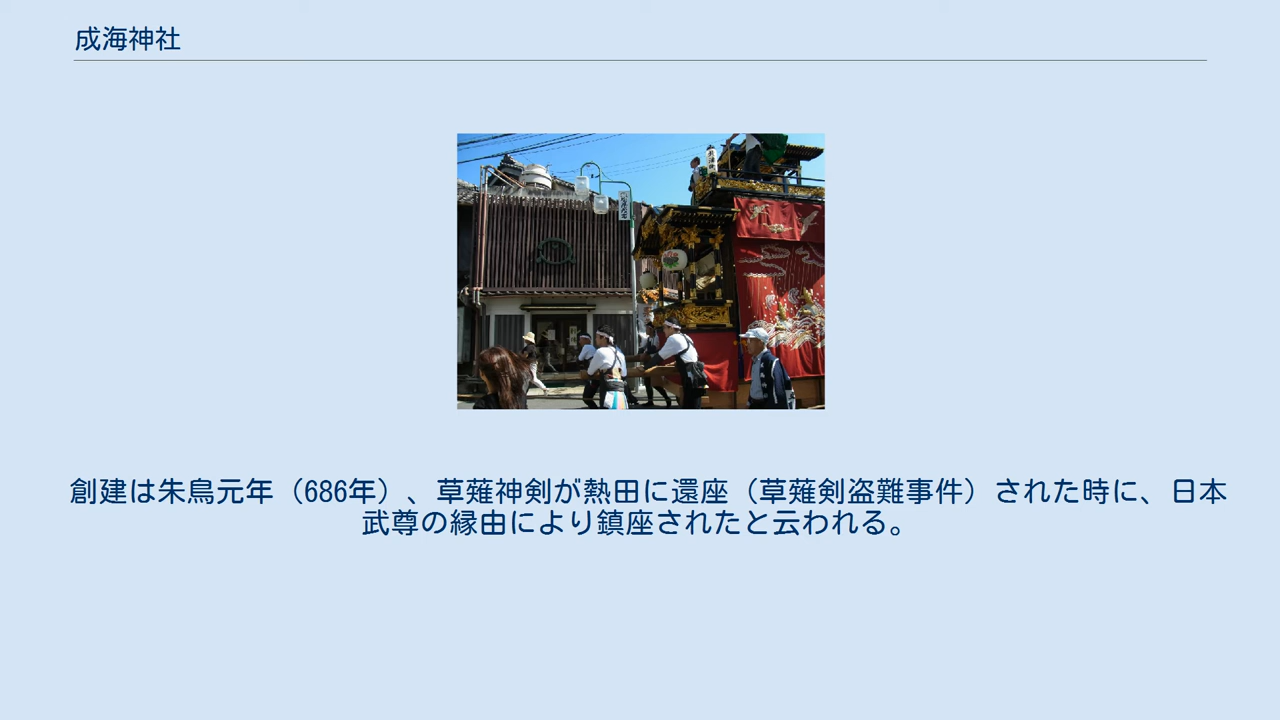 成海神社
創建は朱鳥元年（686年）、草薙神剣が熱田に還座（草薙剣盗難事件）された時に、日本
武尊の縁由により鎮座されたと云われる。